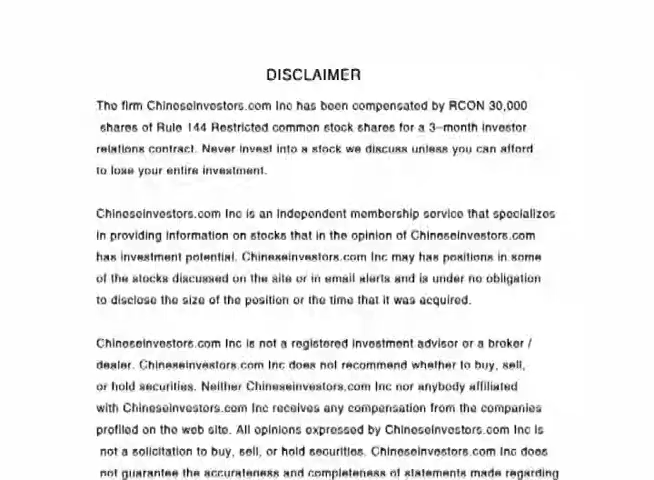 DISCLAIMER
The firm Chineseinvestors.com Inc has been compensated by RCON 30,000
shares of Rule 144 Restricted common stock shares for a 3-month investor
relations contract. Never invest into a stock we discuss unless you can afford
to lose your entire investment.
Chineseinvestors.com Inc is an independent membership service that specializes
in providing information on stocks that in the opinion of Chineseinvestors.com
has investment potential. Chineseinvestors.com Inc may has positions in some
of the stocks discussed on the site or in email alerts and is under no obligation
to disclose the size of the position or the time that it was acquired.
Chineseinvestors.com Inc is not a registered investment advisor or a broker /
dealer. Chineseinvestors.com Inc does not recommend whether to buy, sell,
or hold securities. Neither Chineseinvestors.com Inc nor anybody affiliated
with Chineseinvestors.com Inc receives any compensation from the companies
profiled on the web site. All opinions expressed by Chineseinvestors.com Inc is
not a solicitation to buy, sell, or hold securities. Chineseinvestors.com Inc does
not guarantee the accurateness and completeness of statements made regarding